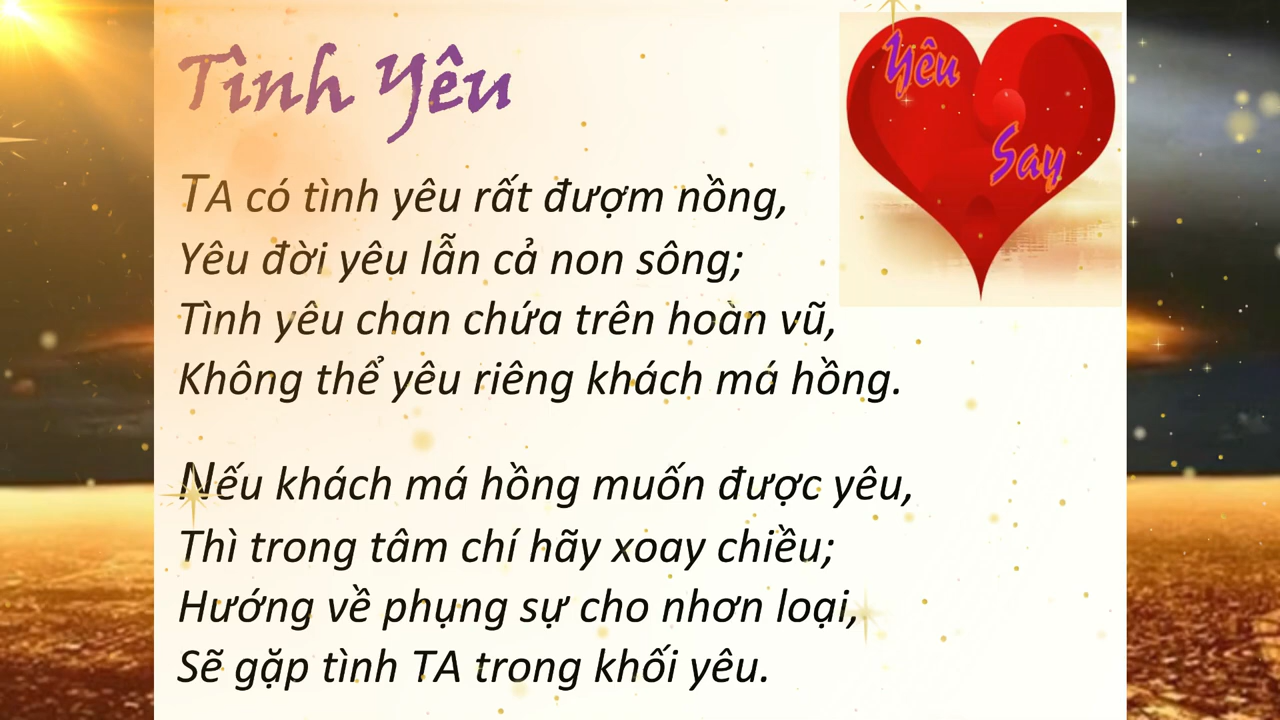 Tình Yêu
Yêu
Say
TA có tình yêu rất đượm nồng,
Yêu đời yêu lẫn cả non sông;
Tình yêu chan chứa trên hoàn vũ,
Không thể yêu riêng khách má hồng.
Nếu khách má hồng muốn được yêu,
Thì trong tâm chí hãy xoay chiều;
Hướng về phụng sự cho nhơn loại,
Sẽ gặp tình TA trong khối yêu.